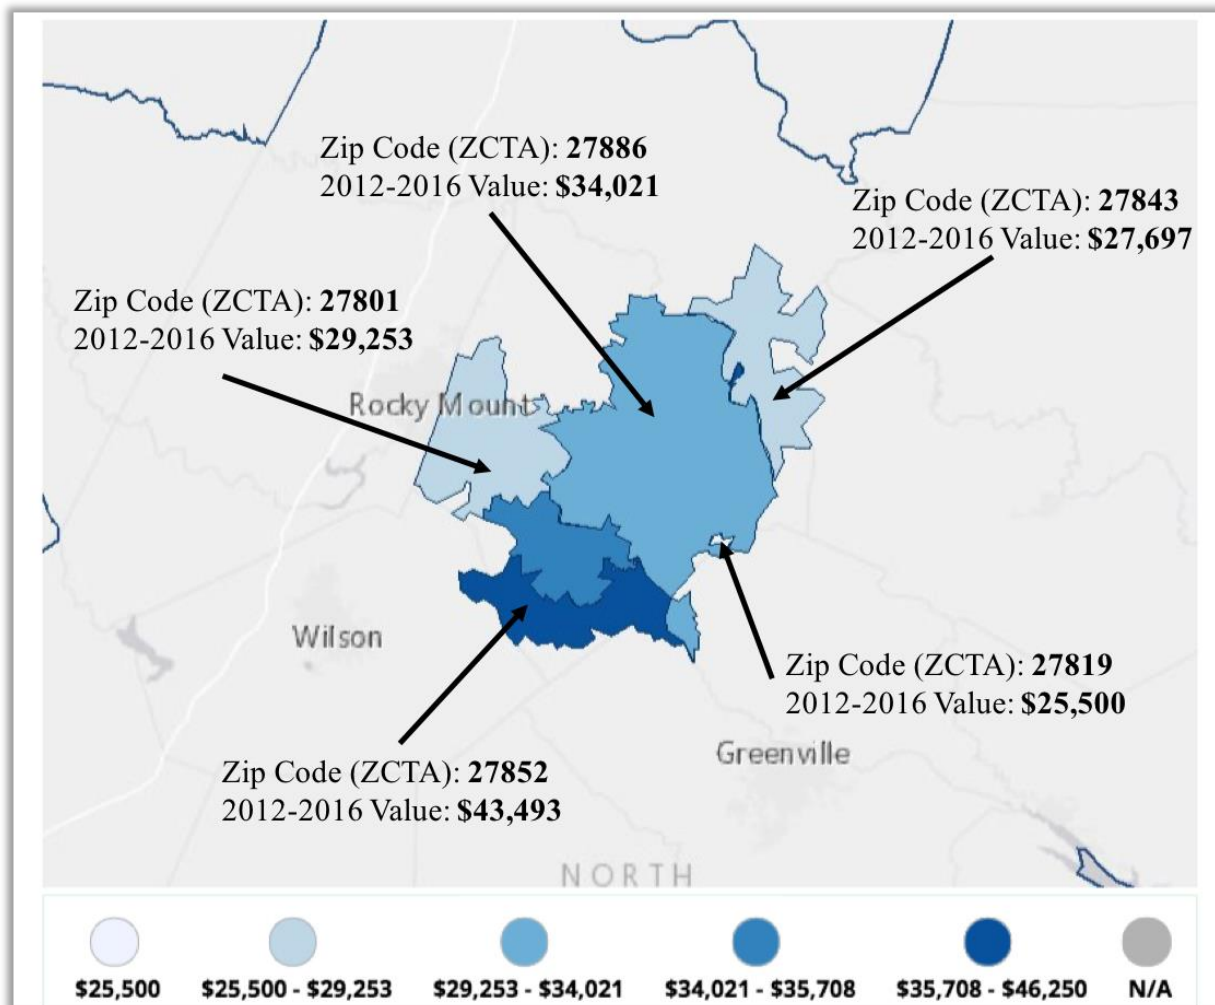 Zip Code (ZCTA): 27886
2012-2016 Value: $34,021
Zip Code (ZCTA): 27843
2012-2016 Value: $27,697
Zip Code (ZCTA): 27801
2012-2016 Value: $29,253
Rocky Mount
Wilson
Zip Code (ZCTA): 27819
2012-2016 Value: $25,500
Greenville
Zip Code (ZCTA): 27852
2012-2016 Value: $43,493
NORTH
$25,500
$25,500 - $29,253
$29,253 - $34,021
$34,021 - $35,708
$35,708 - $46,250
N/A